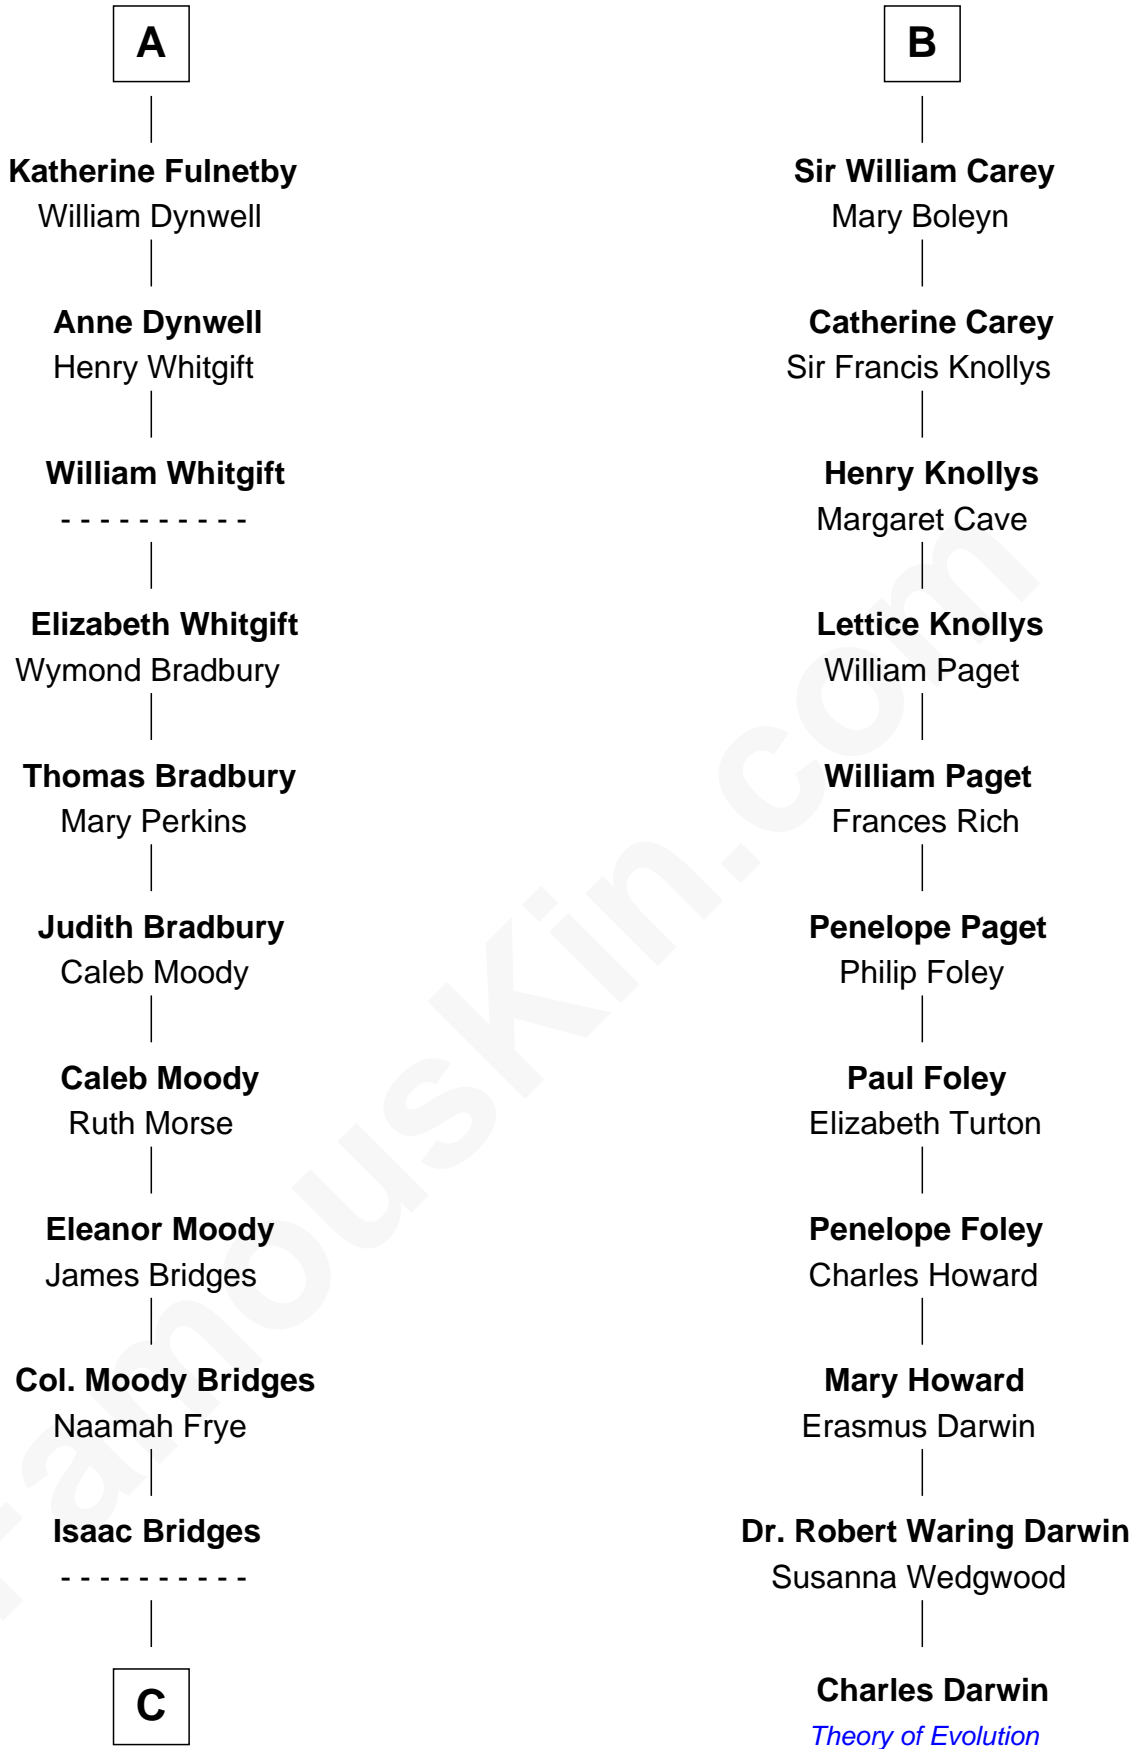 A
Katherine Fulnetby
William Dynwell
Anne Dynwell
Henry Whitgift
William Whitgift
- - - - - - - - - -
Elizabeth Whitgift
Wymond Bradbury
Thomas Bradbury
Mary Perkins
Judith Bradbury
Caleb Moody
Caleb Moody
Ruth Morse
Eleanor Moody
James Bridges
Col. Moody Bridges
Naamah Frye
Isaac Bridges
- - - - - - - - - -
C
B
Sir William Carey
Mary Boleyn
Catherine Carey
Sir Francis Knollys
Henry Knollys
Margaret Cave
Lettice Knollys
William Paget
William Paget
Frances Rich
Penelope Paget
Philip Foley
Paul Foley
Elizabeth Turton
Penelope Foley
Charles Howard
Mary Howard
Erasmus Darwin
Dr. Robert Waring Darwin
Susanna Wedgwood
Charles Darwin
Theory of Evolution
FamousKin.com